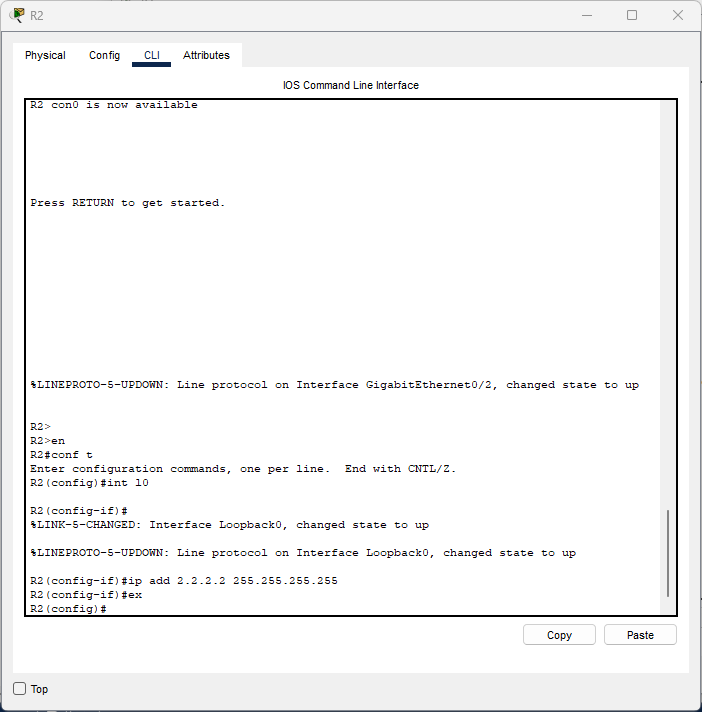 R2
Physical Config CLI Attributes
IOS Command Line Interface
R2 con0 is now available
Press RETURN to get started.
%LINEPROTO-5-UPDOWN: Line protocol on Interface GigabitEthernet0/2, changed state to up
R2>
R2>en
R2#conf t
Enter configuration commands, one per line.  End with CNTL/Z.
R2(config)#int l0
R2(config-if)#
%LINK-5-CHANGED: Interface Loopback0, changed state to up
%LINEPROTO-5-UPDOWN: Line protocol on Interface Loopback0, changed state to up
R2(config-if)#ip add 2.2.2.2 255.255.255.255
R2(config-if)#ex
R2(config)#
Copy Paste
Top